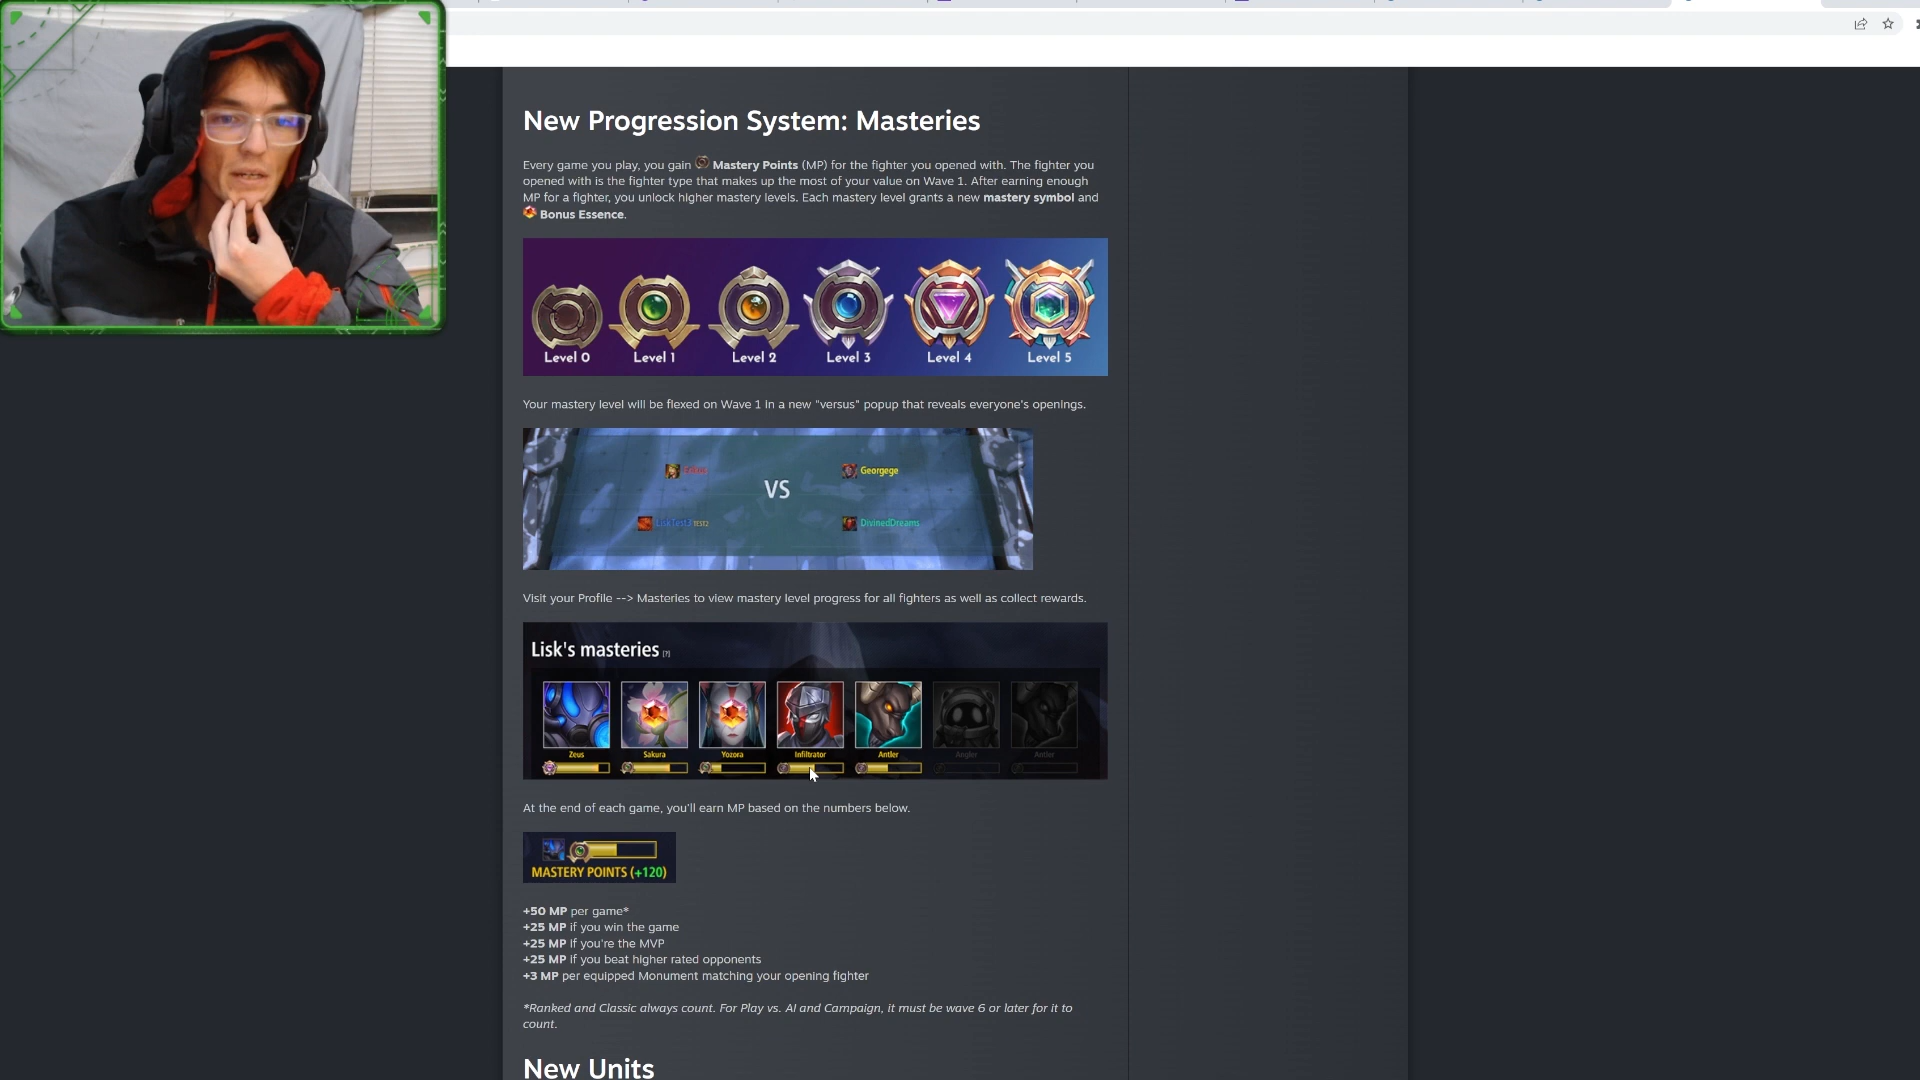 New Progression System: Masteries
Every game you play, you gain Mastery Points (MP) for the fighter you opened with. The fighter you
opened with is the fighter type that makes up the most of your value on Wave 1. After earning enough
MP for a fighter, you unlock higher mastery levels. Each mastery level grants a new mastery symbol and
Bonus Essence.
Level 0 Level 1 Level 2 Level 3 Level 4 Level 5
Your mastery level will be flexed on Wave 1 in a new "versus" popup that reveals everyone's openings.
Georgege
VS
LiskTest3 TEST2 DivinedDreams
Visit your Profile --> Masteries to view mastery level progress for all fighters as well as collect rewards.
Lisk's masteries [?]
Zeus Sakura Yozora Infiltrator Antler Angler Antler
At the end of each game, you'll earn MP based on the numbers below.
MASTERY POINTS (+120)
+50 MP per game*
+25 MP if you win the game
+25 MP if you're the MVP
+25 MP if you beat higher rated opponents
+3 MP per equipped Monument matching your opening fighter
*Ranked and Classic always count. For Play vs. AI and Campaign, it must be wave 6 or later for it to
count.
New Units